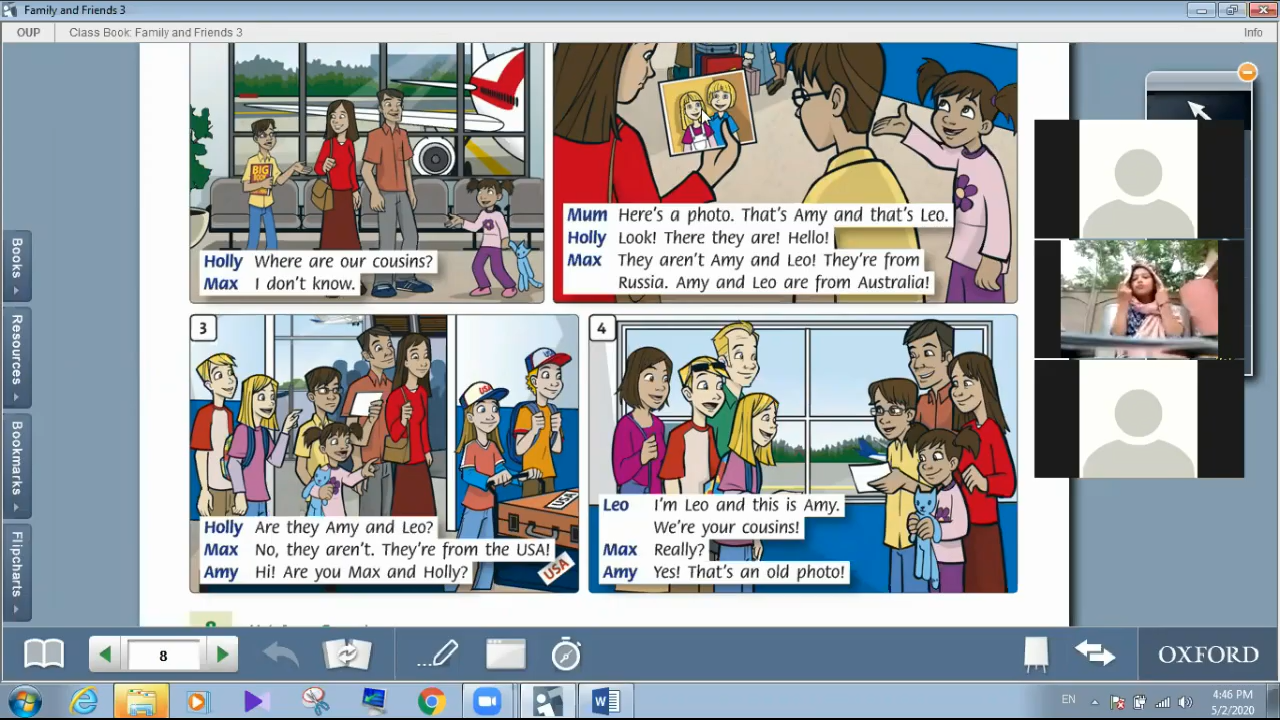 Family and Friends 3
OUP
Class Book: Family and Friends 3
Info
Books
Resources
Bookmarks
Flipcharts
BIG
Holly Where are our cousins?
Max I don't know.
Mum Here's a photo. That's Amy and that's Leo.
Holly Look! There they are! Hello!
Max They aren't Amy and Leo! They're from
Russia. Amy and Leo are from Australia!
3
USA
USA
USA
Holly Are they Amy and Leo?
Max No, they aren't. They're from the USA!
Amy Hi! Are you Max and Holly?
4
Leo I'm Leo and this is Amy.
We're your cousins!
Max Really?
Amy Yes! That's an old photo!
8
OXFORD
EN
4:46 PM
5/2/2020